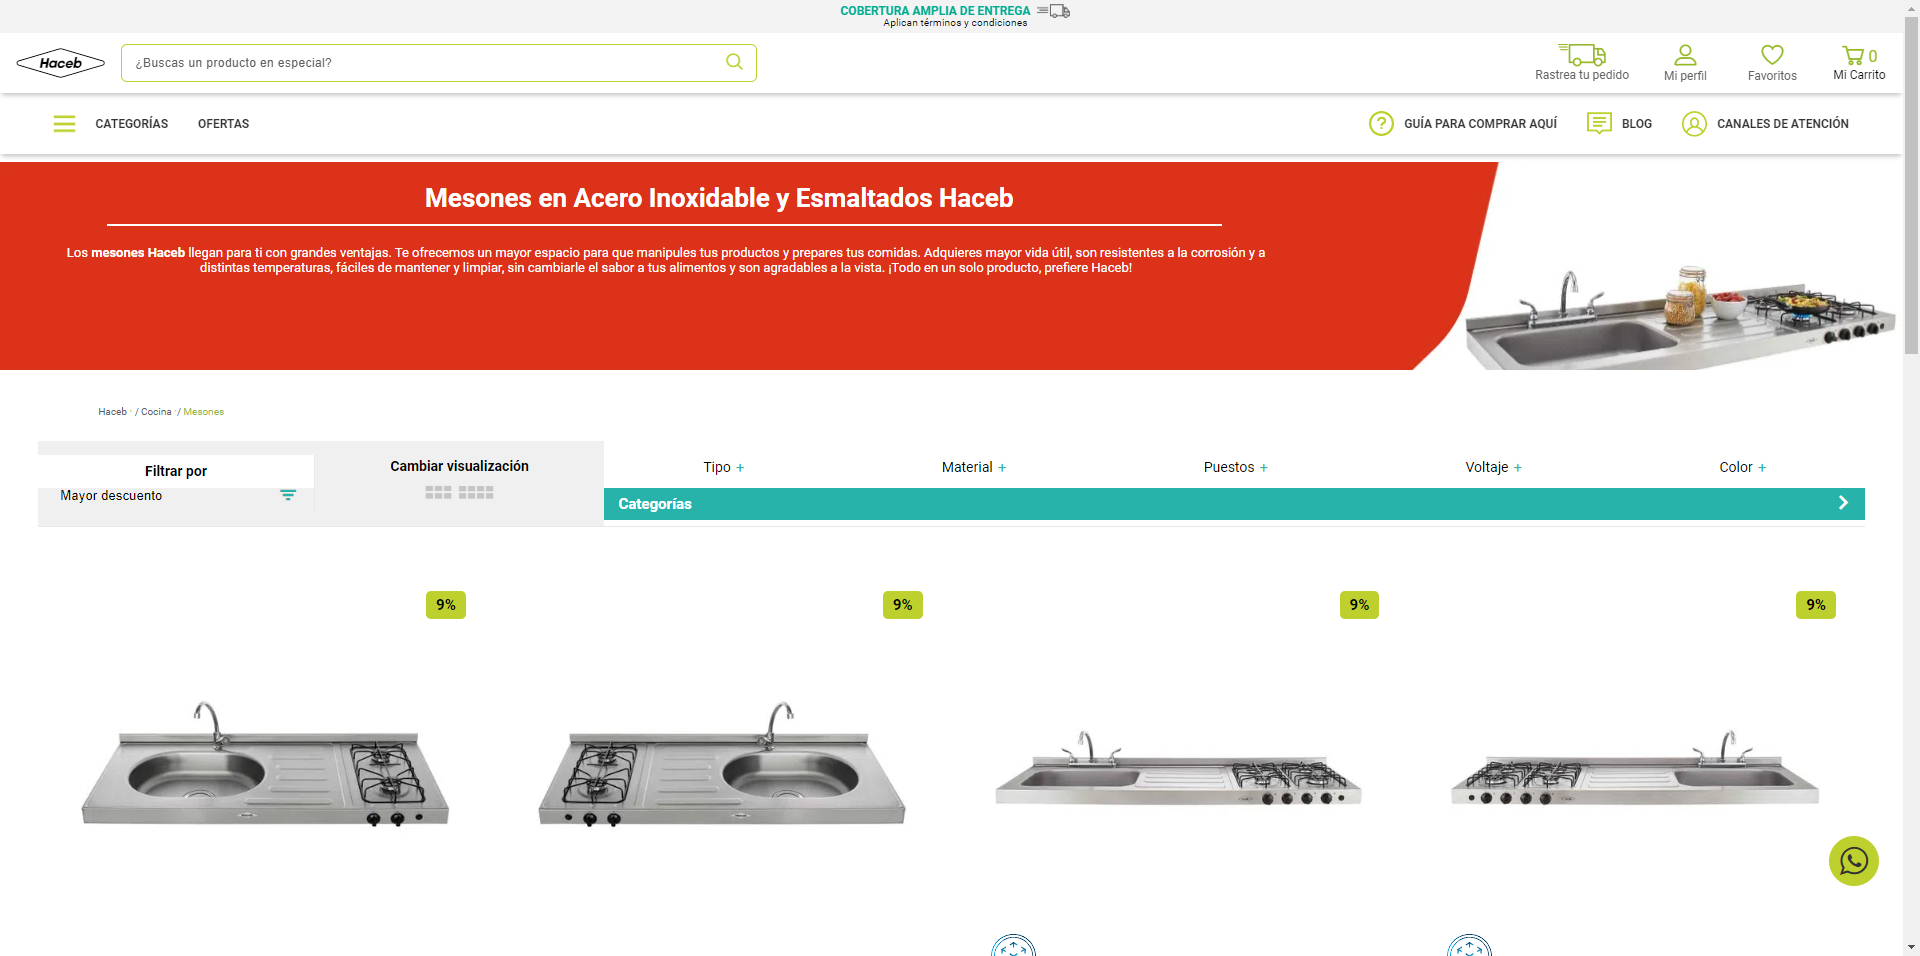 COBERTURA AMPLIA DE ENTREGA
Aplican términos y condiciones
Haceb
¿Buscas un producto en especial?
Rastrea tu pedido
Mi perfil
Favoritos
0
Mi Carrito
CATEGORÍAS
OFERTAS
GUÍA PARA COMPRAR AQUÍ
BLOG
CANALES DE ATENCIÓN
Mesones en Acero Inoxidable y Esmaltados Haceb
Los mesones Haceb llegan para ti con grandes ventajas. Te ofrecemos un mayor espacio para que manipules tus productos y prepares tus comidas. Adquieres mayor vida útil, son resistentes a la corrosión y a
distintas temperaturas, fáciles de mantener y limpiar, sin cambiarle el sabor a tus alimentos y son agradables a la vista. ¡Todo en un solo producto, prefiere Haceb!
Haceb / Cocina / Mesones
Filtrar por
Mayor descuento
Cambiar visualización
Tipo +
Material +
Puestos +
Voltaje +
Color +
Categorías
9%
9%
9%
9%